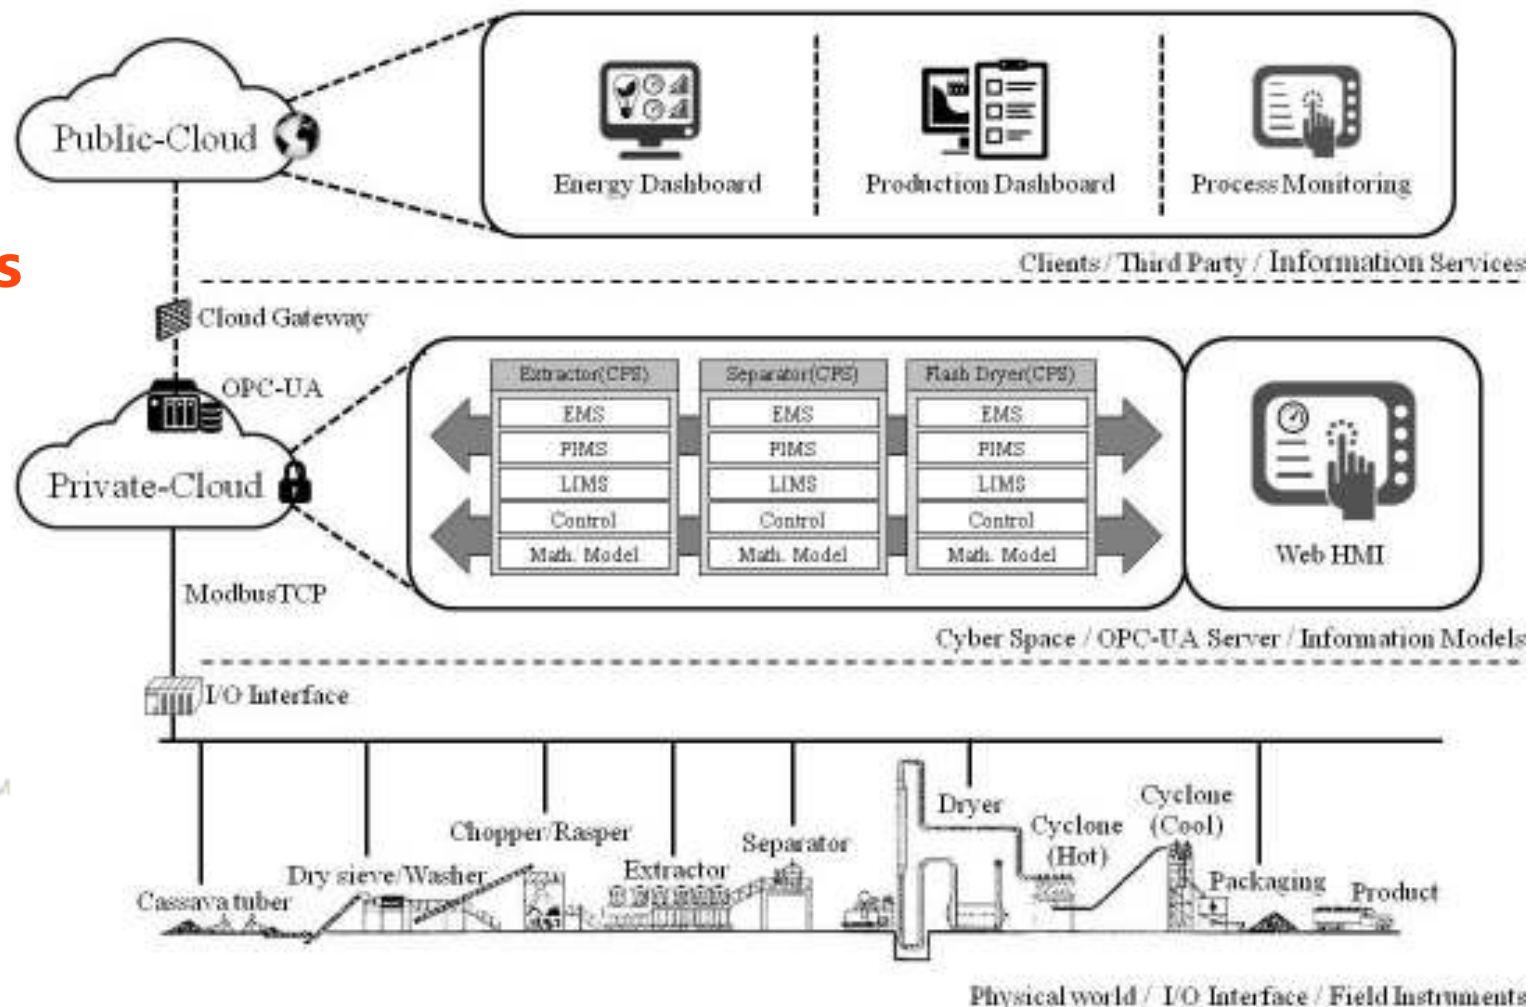 Public-Cloud
Energy Dashboard
Production Dashboard
Process Monitoring
Clients / Third Party / Information Services
s
Cloud Gateway
OPC-UA
Private-Cloud
Extractor(CPS)
EMS
PIMS
LIMS
Control
Math. Model
Separator(CPS)
EMS
PIMS
LIMS
Control
Math. Model
Flash Dryer(CPS)
EMS
PIMS
LIMS
Control
Math. Model
Web HMI
ModbusTCP
Cyber Space / OPC-UA Server / Information Models
I/O Interface
Cassava tuber
Dry sieve/Washer
Chopper/Rasper
Extractor
Separator
Dryer
Cyclone
(Hot)
Cyclone
(Cool)
Packaging
Product
Physical world / I/O Interface / Field Instruments